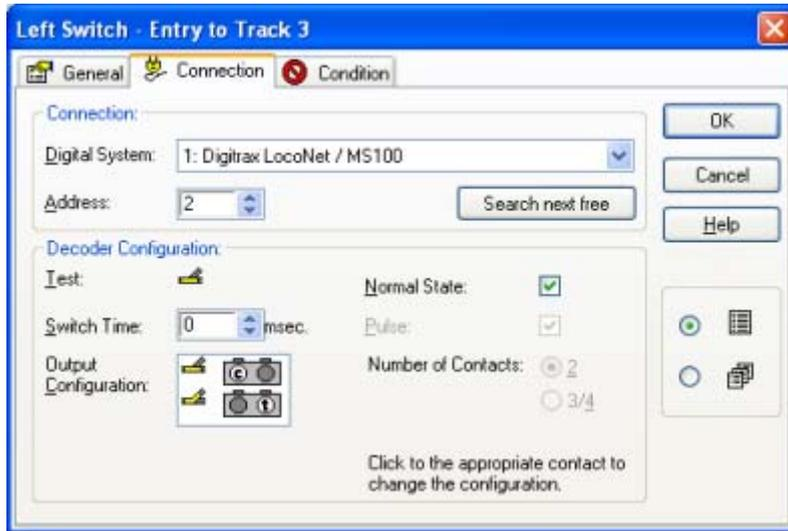 Left Switch - Entry to Track 3
General Connection Condition
Connection:
Digital System: 1: Digitrax LocoNet / MS100
Address: 2 Search next free
OK
Cancel
Help
Decoder Configuration:
Test:
Normal State:
Switch Time: 0 msec.
Pulse:
Output Configuration:
c
t
Number of Contacts: 2
3/4
Click to the appropriate contact to
change the configuration.